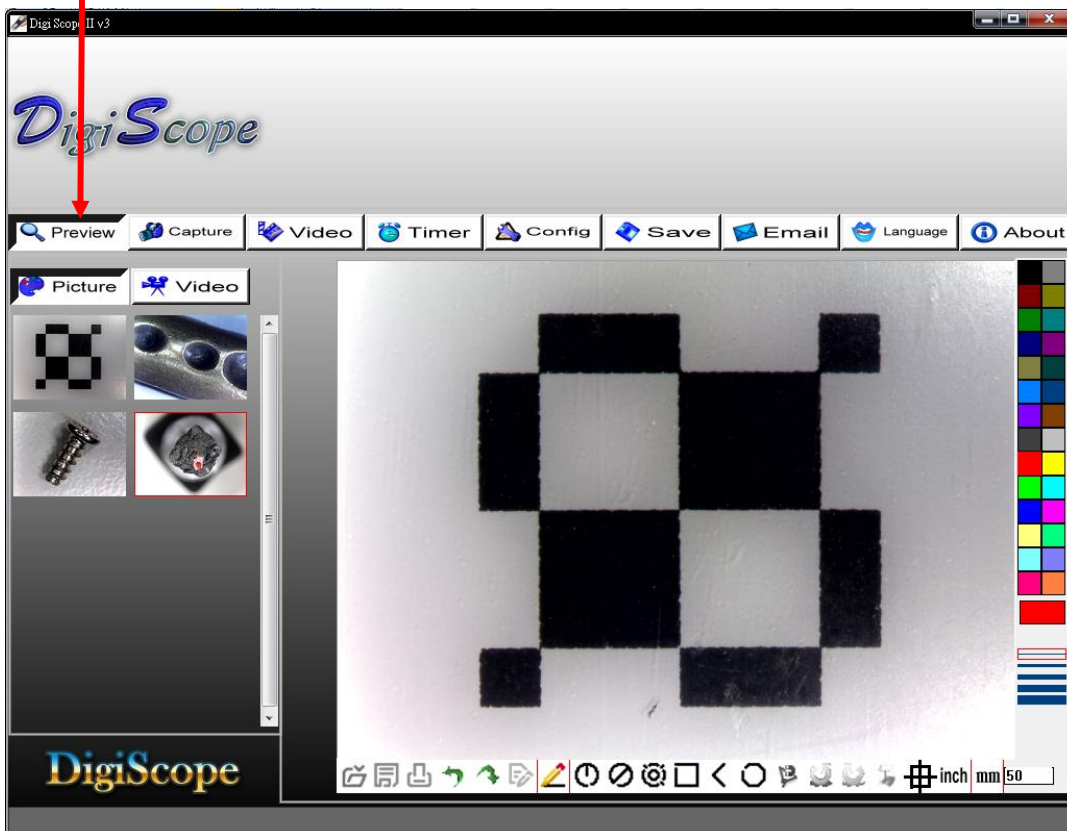 Digi Scope II v3
DigiScope
Preview Capture Video Timer Config Save Email Language About
Picture Video
DigiScope
inch mm 50